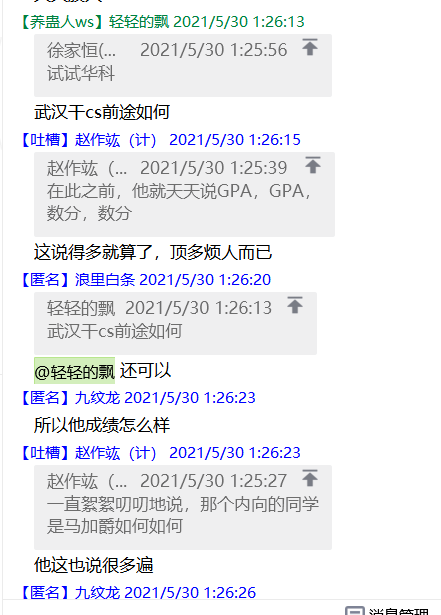 【养蛊人ws】轻轻的飘 2021/5/30 1:26:13
徐家恒(... 2021/5/30 1:25:56
试试华科
武汉干cs前途如何
【吐槽】赵作竑（计） 2021/5/30 1:26:15
赵作竑（... 2021/5/30 1:25:39
在此之前，他就天天说GPA，GPA，
数分，数分
这说得多就算了，顶多烦人而已
【匿名】浪里白条 2021/5/30 1:26:20
轻轻的飘 2021/5/30 1:26:13
武汉干cs前途如何
@轻轻的飘 还可以
【匿名】九纹龙 2021/5/30 1:26:23
所以他成绩怎么样
【吐槽】赵作竑（计） 2021/5/30 1:26:23
赵作竑（... 2021/5/30 1:25:27
一直絮絮叨叨地说，那个内向的同学
是马加爵如何如何
他这也说很多遍
【匿名】九纹龙 2021/5/30 1:26:26
消息管理